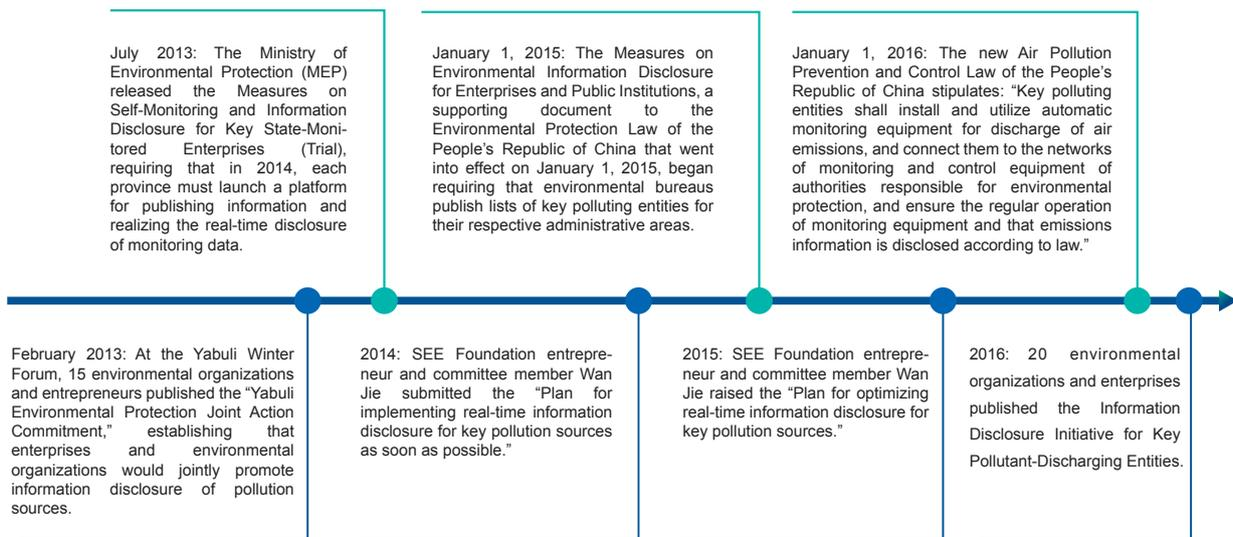 July 2013: The Ministry of
Environmental Protection (MEP)
released the Measures on
Self-Monitoring and Information
Disclosure for Key State-Moni-
tored Enterprises (Trial),
requiring that in 2014, each
province must launch a platform
for publishing information and
realizing the real-time disclosure
of monitoring data.
January 1, 2015: The Measures on
Environmental Information Disclosure
for Enterprises and Public Institutions, a
supporting document to the
Environmental Protection Law of the
People's Republic of China that went
into effect on January 1, 2015, began
requiring that environmental bureaus
publish lists of key polluting entities for
their respective administrative areas.
January 1, 2016: The new Air Pollution
Prevention and Control Law of the People's
Republic of China stipulates: “Key polluting
entities shall install and utilize automatic
monitoring equipment for discharge of air
emissions, and connect them to the networks
of monitoring and control equipment of
authorities responsible for environmental
protection, and ensure the regular operation
of monitoring equipment and that emissions
information is disclosed according to law.”
February 2013: At the Yabuli Winter
Forum, 15 environmental organizations
and entrepreneurs published the “Yabuli
Environmental Protection Joint Action
Commitment,” establishing that
enterprises and environmental
organizations would jointly promote
information disclosure of pollution
sources.
2014: SEE Foundation entrepre-
neur and committee member Wan
Jie submitted the “Plan for
implementing real-time information
disclosure for key pollution sources
as soon as possible.”
2015: SEE Foundation entrepre-
neur and committee member Wan
Jie raised the “Plan for optimizing
real-time information disclosure for
key pollution sources.”
2016: 20 environmental
organizations and enterprises
published the Information
Disclosure Initiative for Key
Pollutant-Discharging Entities.